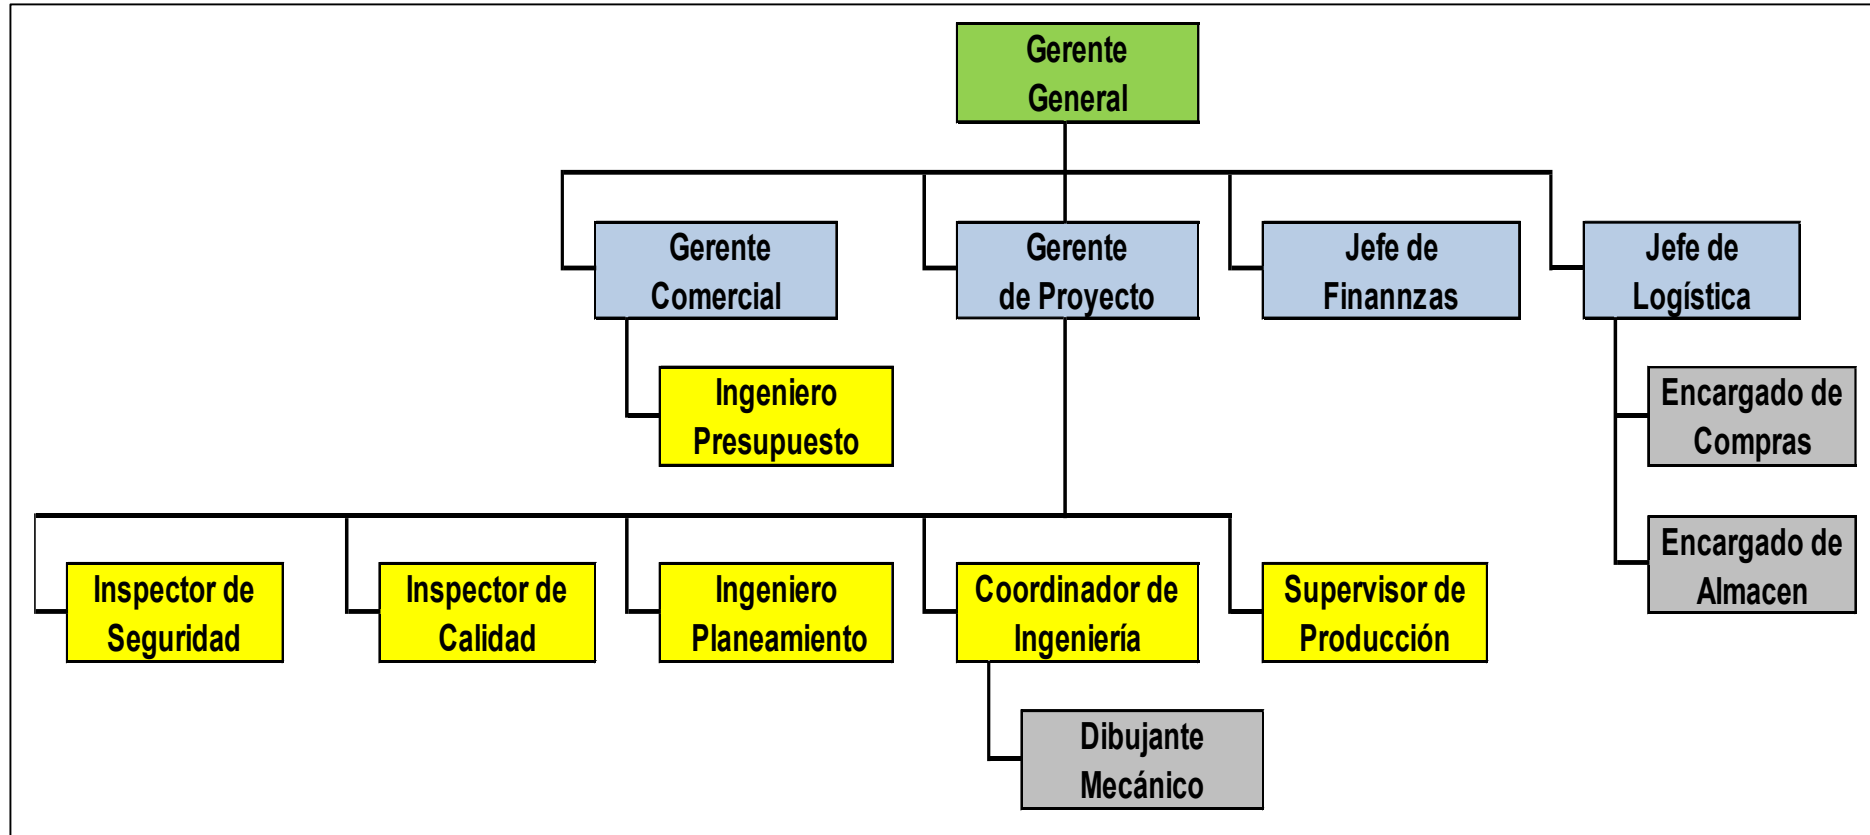 Gerente
General
Gerente
Comercial
Gerente
de Proyecto
Jefe de
Finannzas
Jefe de
Logística
Ingeniero
Presupuesto
Encargado de
Compras
Encargado de
Almacen
Inspector de
Seguridad
Inspector de
Calidad
Ingeniero
Planeamiento
Coordinador de
Ingeniería
Supervisor de
Producción
Dibujante
Mecánico